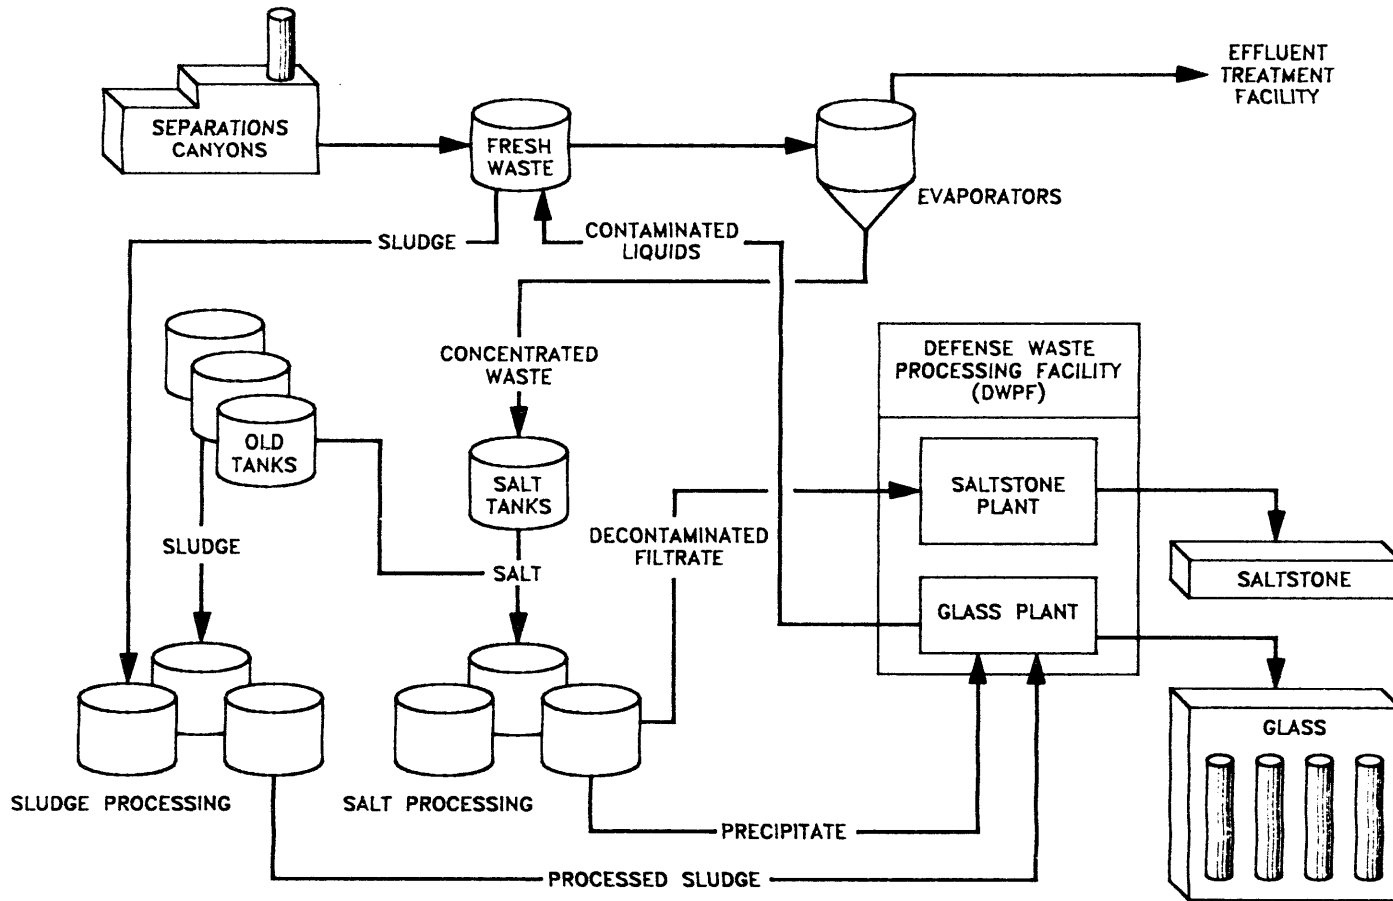 EFFLUENT
TREATMENT
FACILITY
SEPARATIONS
CANYONS
FRESH
WASTE
EVAPORATORS
SLUDGE
CONTAMINATED
LIQUIDS
CONCENTRATED
WASTE
DEFENSE WASTE
PROCESSING FACILITY
(DWPF)
OLD
TANKS
SALT
TANKS
SALTSTONE
PLANT
DECONTAMINATED
FILTRATE
SLUDGE
SALT
SALTSTONE
GLASS PLANT
GLASS
SLUDGE PROCESSING
SALT PROCESSING
PRECIPITATE
PROCESSED SLUDGE